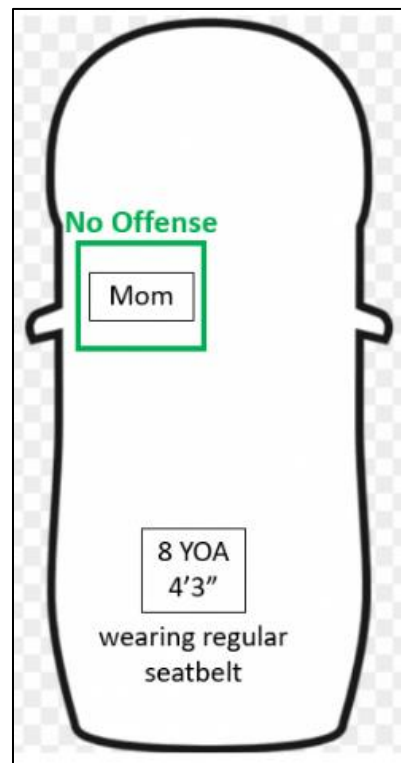 No Offense
Mom
8 YOA
4’3”
wearing regular
seatbelt